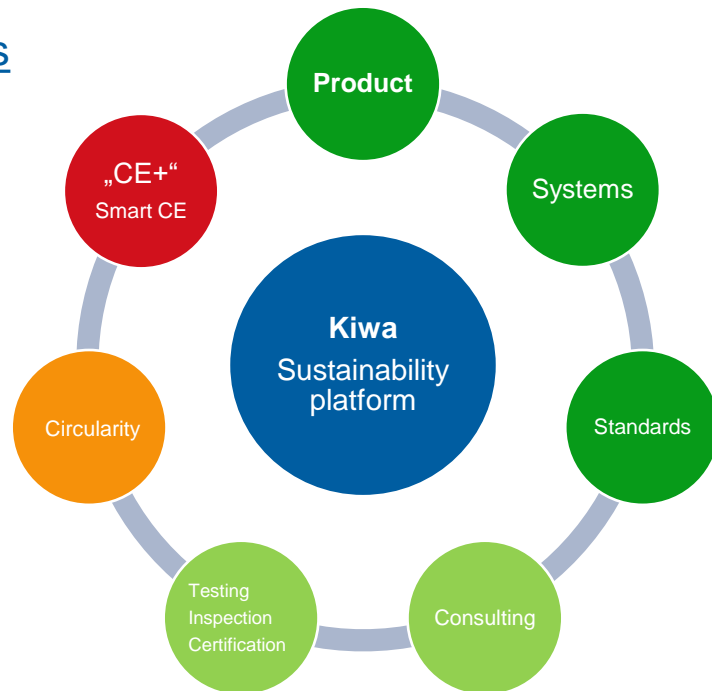 s
Product
„CE+“
Smart CE
Systems
Kiwa
Sustainability
platform
Circularity
Standards
Testing
Inspection
Certification
Consulting